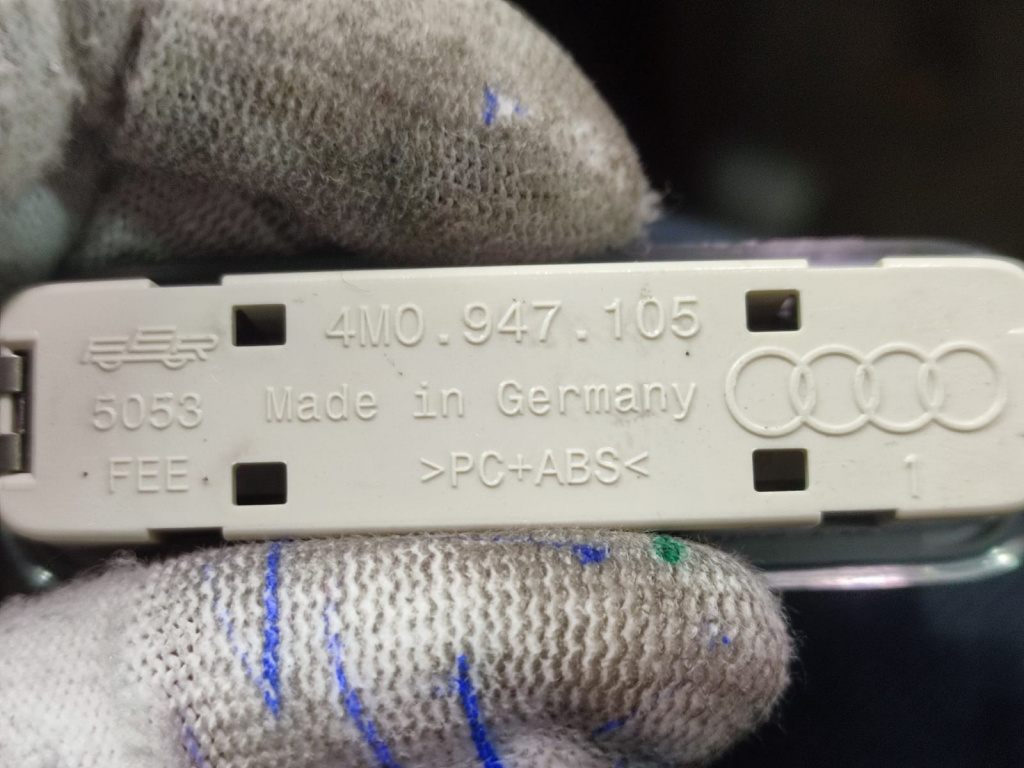 4M0.947.105
5053 Made in Germany
FEE >PC+ABS< 1